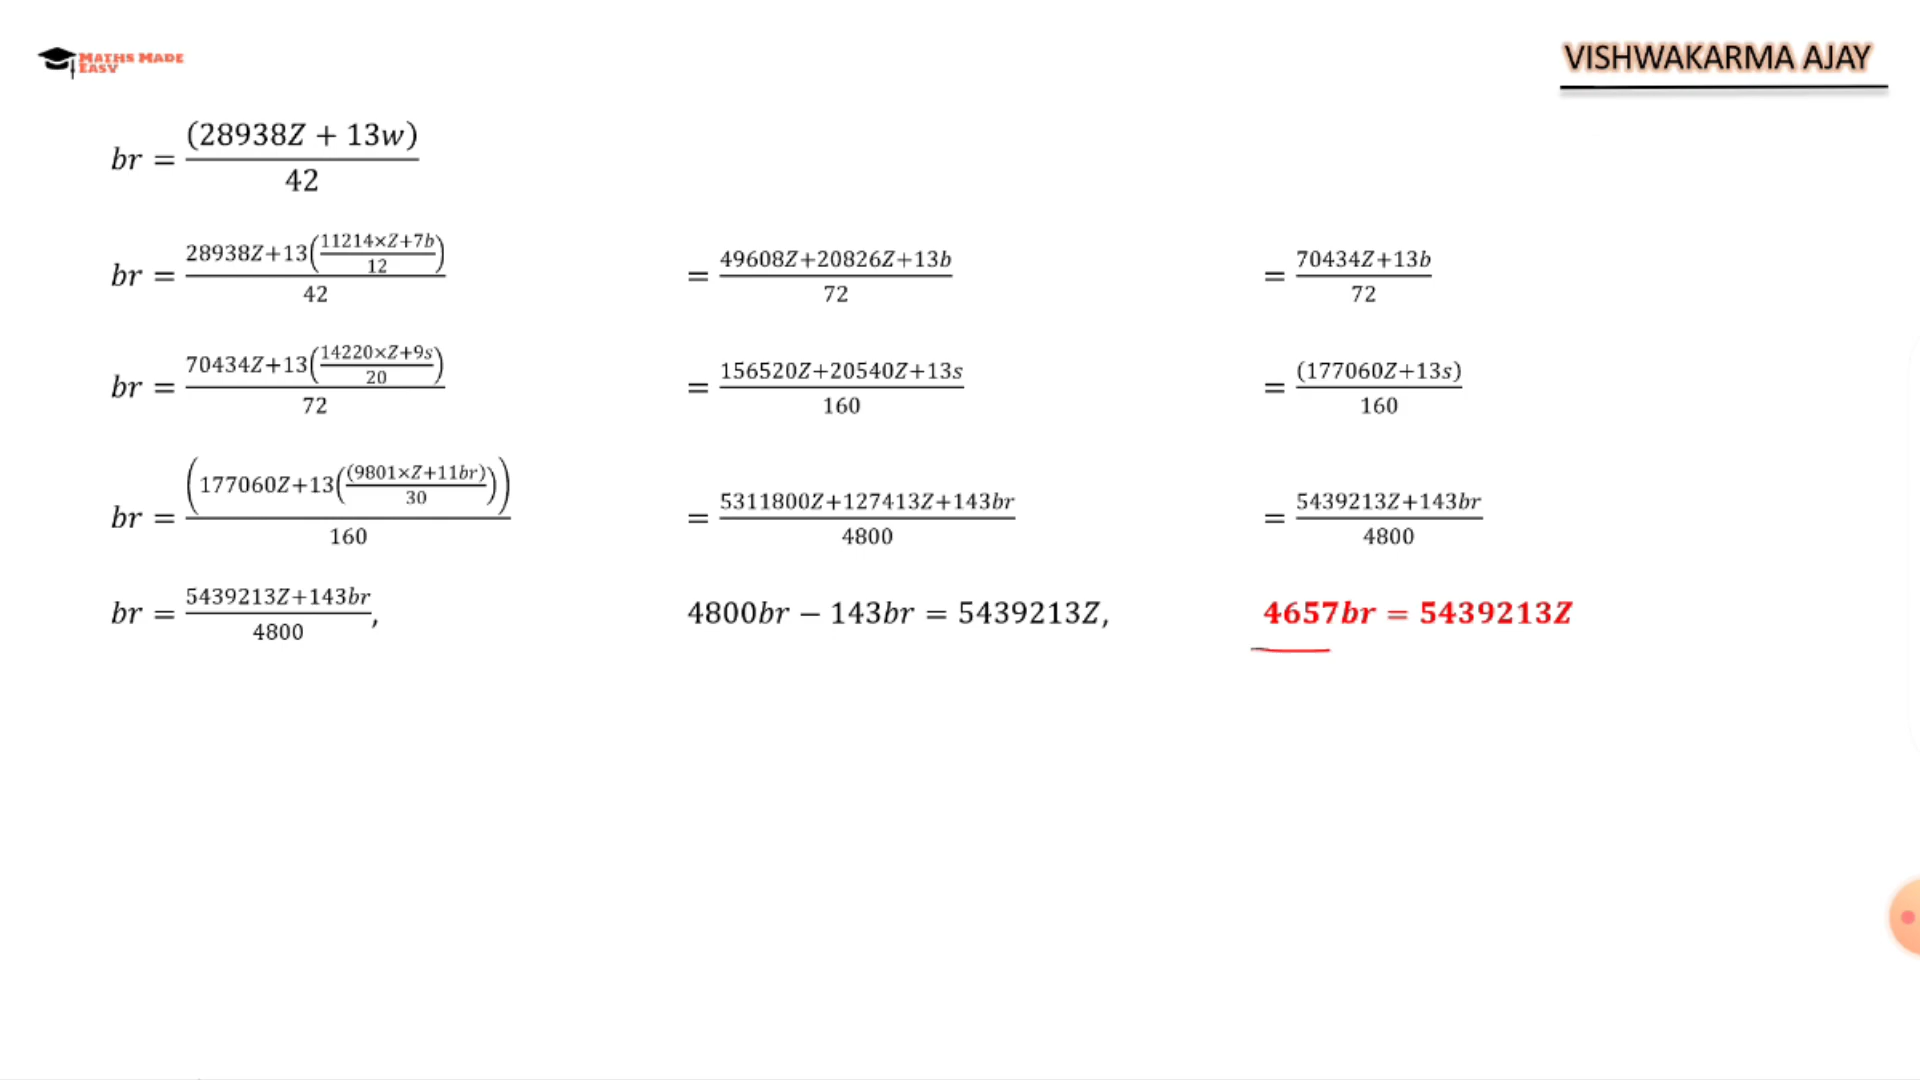 MATHS MADE
EASY
VISHWAKARMA AJAY
br = (28938Z + 13w) / 42
br = 28938Z+13((11214×Z+7b)/12) / 42 = 49608Z+20826Z+13b / 72 = 70434Z+13b / 72
br = 70434Z+13((14220×Z+9s)/20) / 72 = 156520Z+20540Z+13s / 160 = (177060Z+13s) / 160
br = (177060Z+13(((9801×Z+11br)/30))) / 160 = 5311800Z+127413Z+143br / 4800 = 5439213Z+143br / 4800
br = 5439213Z+143br / 4800, 4800br − 143br = 5439213Z, 4657br = 5439213Z